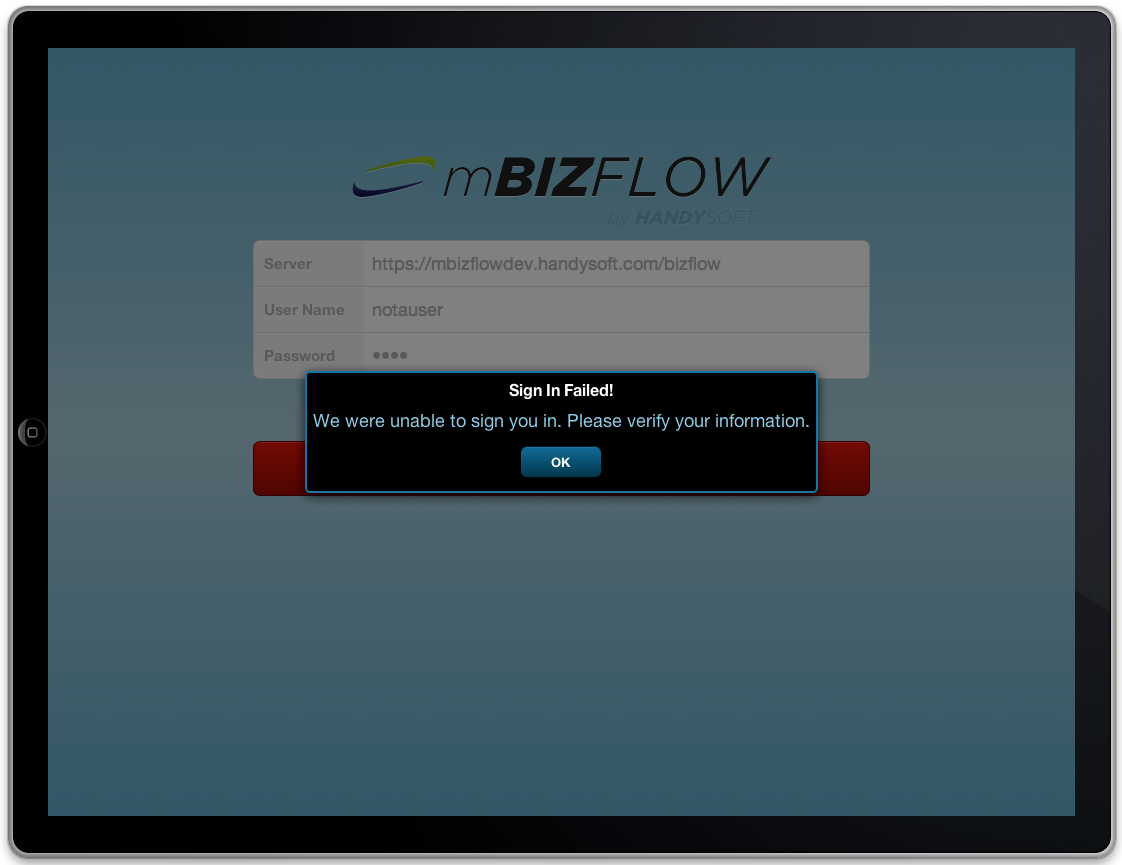 mBIZFLOW
by HANDYSOFT
Server https://mbizflowdev.handysoft.com/bizflow
User Name notauser
Password ••••
Sign In Failed!
We were unable to sign you in. Please verify your information.
OK